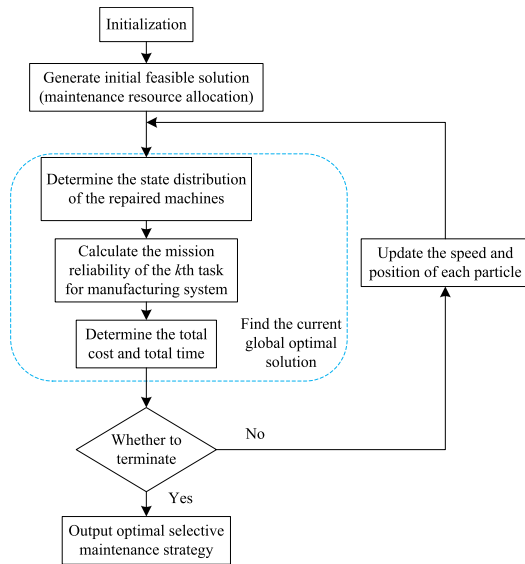 Initialization
Generate initial feasible solution
(maintenance resource allocation)
Determine the state distribution
of the repaired machines
Calculate the mission
reliability of the kth task
for manufacturing system
Determine the total
cost and total time
Find the current
global optimal
solution
Update the speed and
position of each particle
Whether to
terminate
No
Yes
Output optimal selective
maintenance strategy